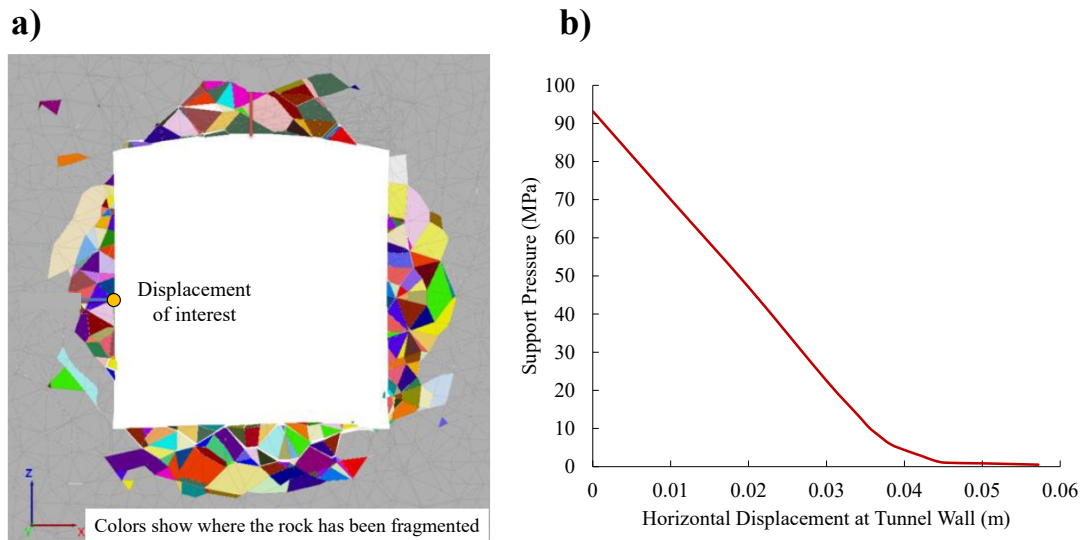 a)
Displacement
of interest
z
y
x
Colors show where the rock has been fragmented
b)
100
90
80
70
60
50
40
30
20
10
0
Support Pressure (MPa)
0
0.01
0.02
0.03
0.04
0.05
0.06
Horizontal Displacement at Tunnel Wall (m)